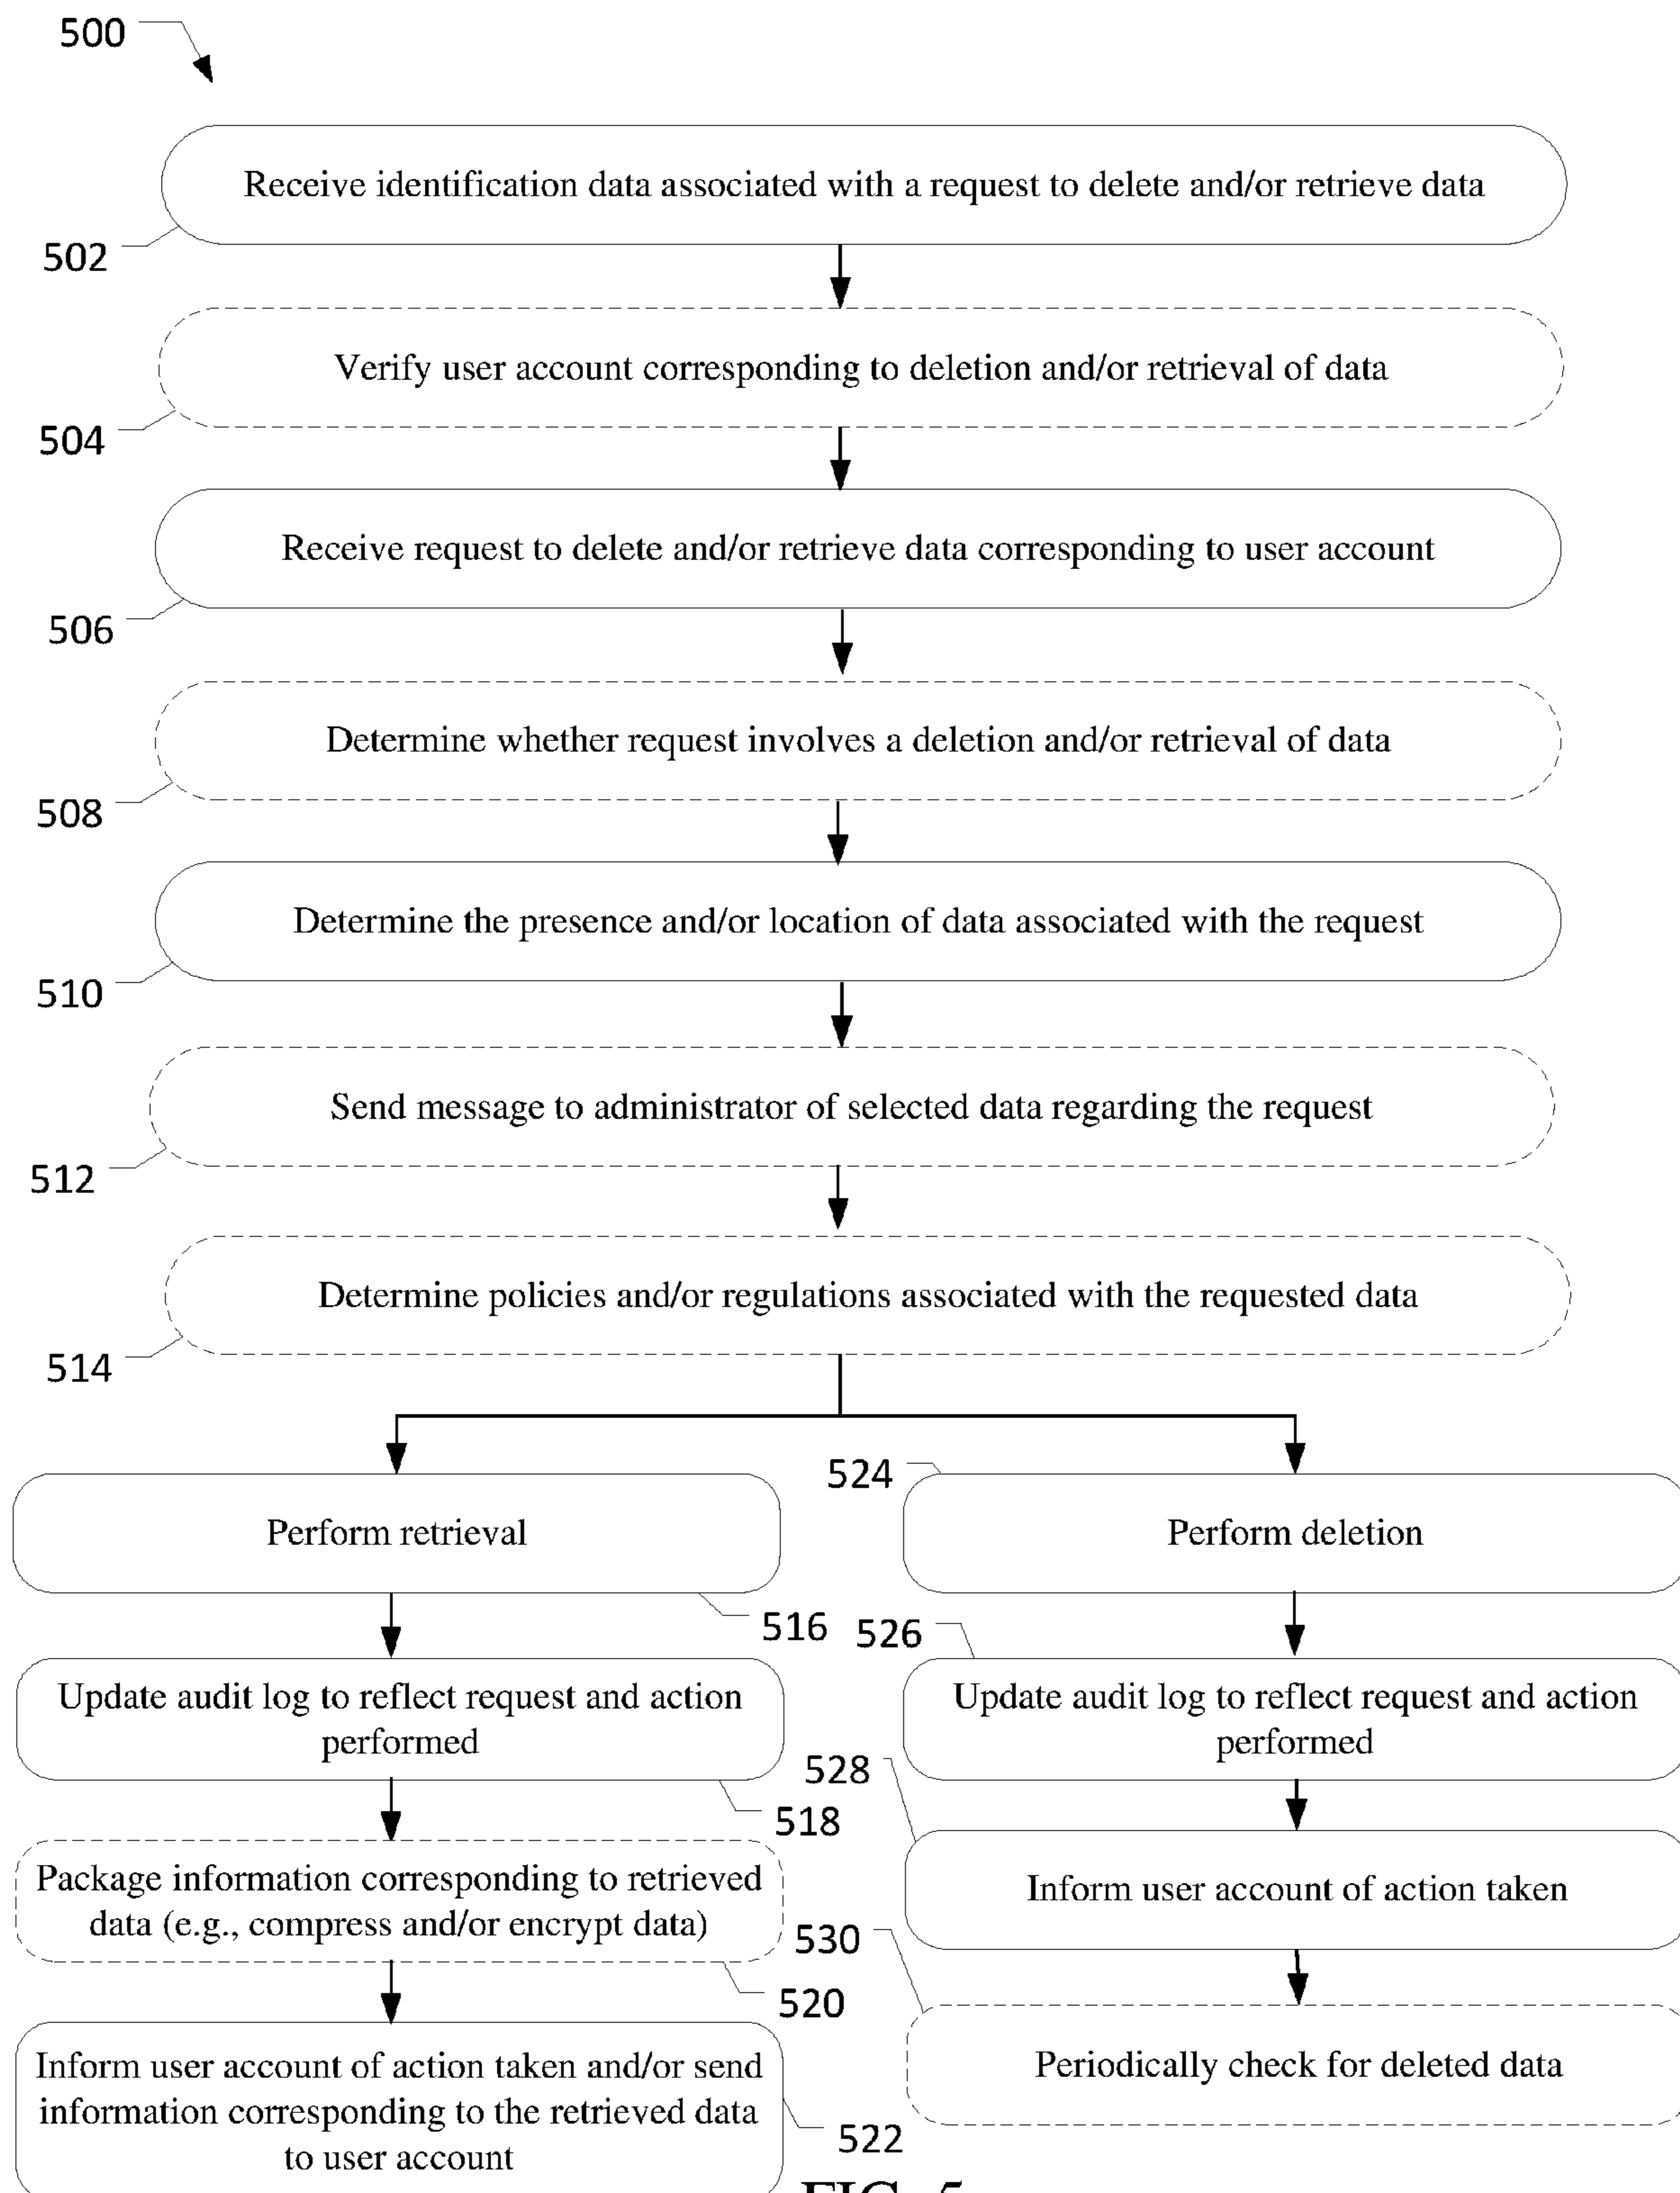 500
Receive identification data associated with a request to delete and/or retrieve data
502
Verify user account corresponding to deletion and/or retrieval of data
504
Receive request to delete and/or retrieve data corresponding to user account
506
Determine whether request involves a deletion and/or retrieval of data
508
Determine the presence and/or location of data associated with the request
510
Send message to administrator of selected data regarding the request
512
Determine policies and/or regulations associated with the requested data
514
Perform retrieval
516
Update audit log to reflect request and action
performed
518
Package information corresponding to retrieved
data (e.g., compress and/or encrypt data)
520
Inform user account of action taken and/or send
information corresponding to the retrieved data
to user account
522
524
Perform deletion
526
Update audit log to reflect request and action
performed
528
Inform user account of action taken
530
Periodically check for deleted data
FIG. 5